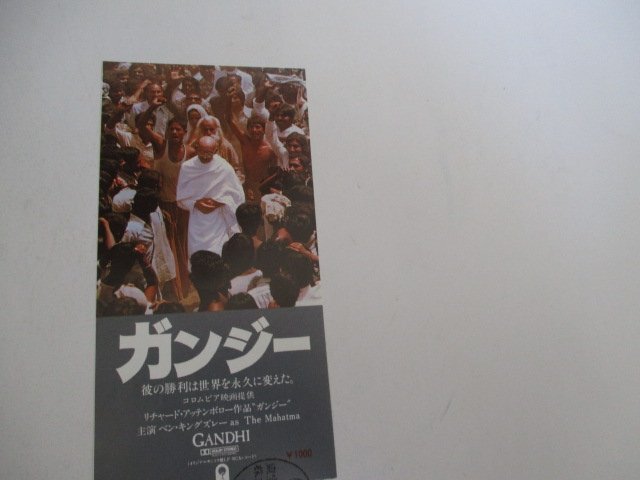 ガンジー
彼の勝利は世界を永久に変えた。
コロムビア映画提供
リチャード・アッテンボロー作品"ガンジー"
主演 ベン・キングズレー as The Mahatma
GANDHI
DOLBY STEREO
¥1000